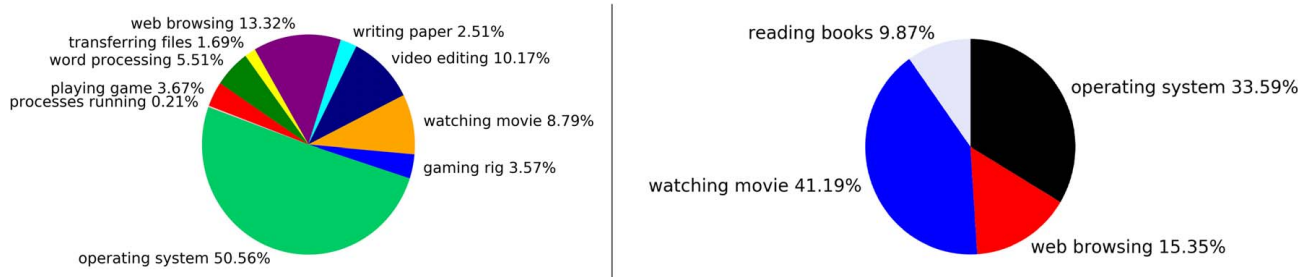 web browsing 13.32%
writing paper 2.51%
transferring files 1.69%
video editing 10.17%
word processing 5.51%
playing game 3.67%
processes running 0.21%
watching movie 8.79%
gaming rig 3.57%
operating system 50.56%
reading books 9.87%
operating system 33.59%
watching movie 41.19%
web browsing 15.35%